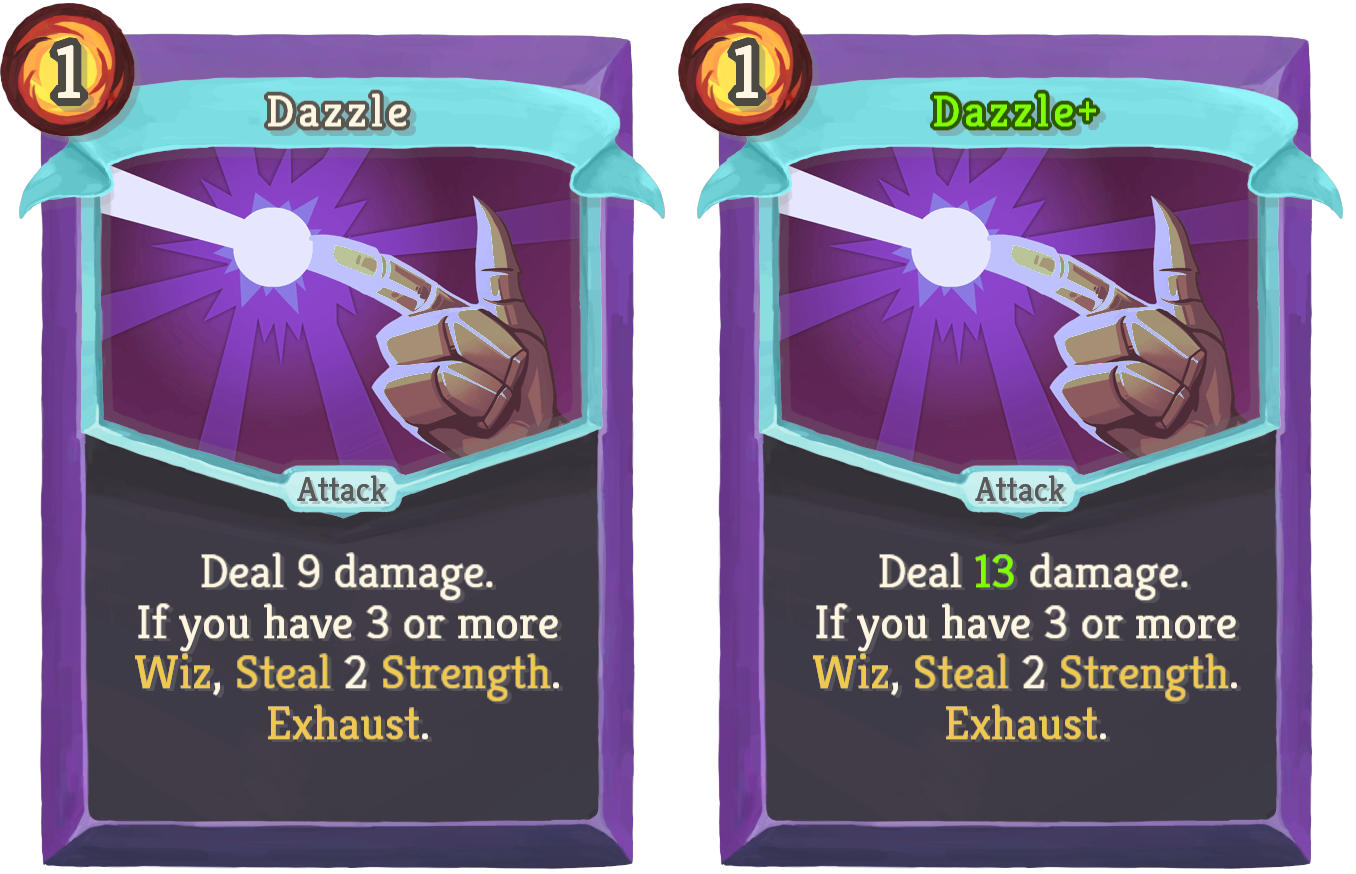 1
Dazzle
Attack
Deal 9 damage.
If you have 3 or more
Wiz, Steal 2 Strength.
Exhaust.
1
Dazzle+
Attack
Deal 13 damage.
If you have 3 or more
Wiz, Steal 2 Strength.
Exhaust.